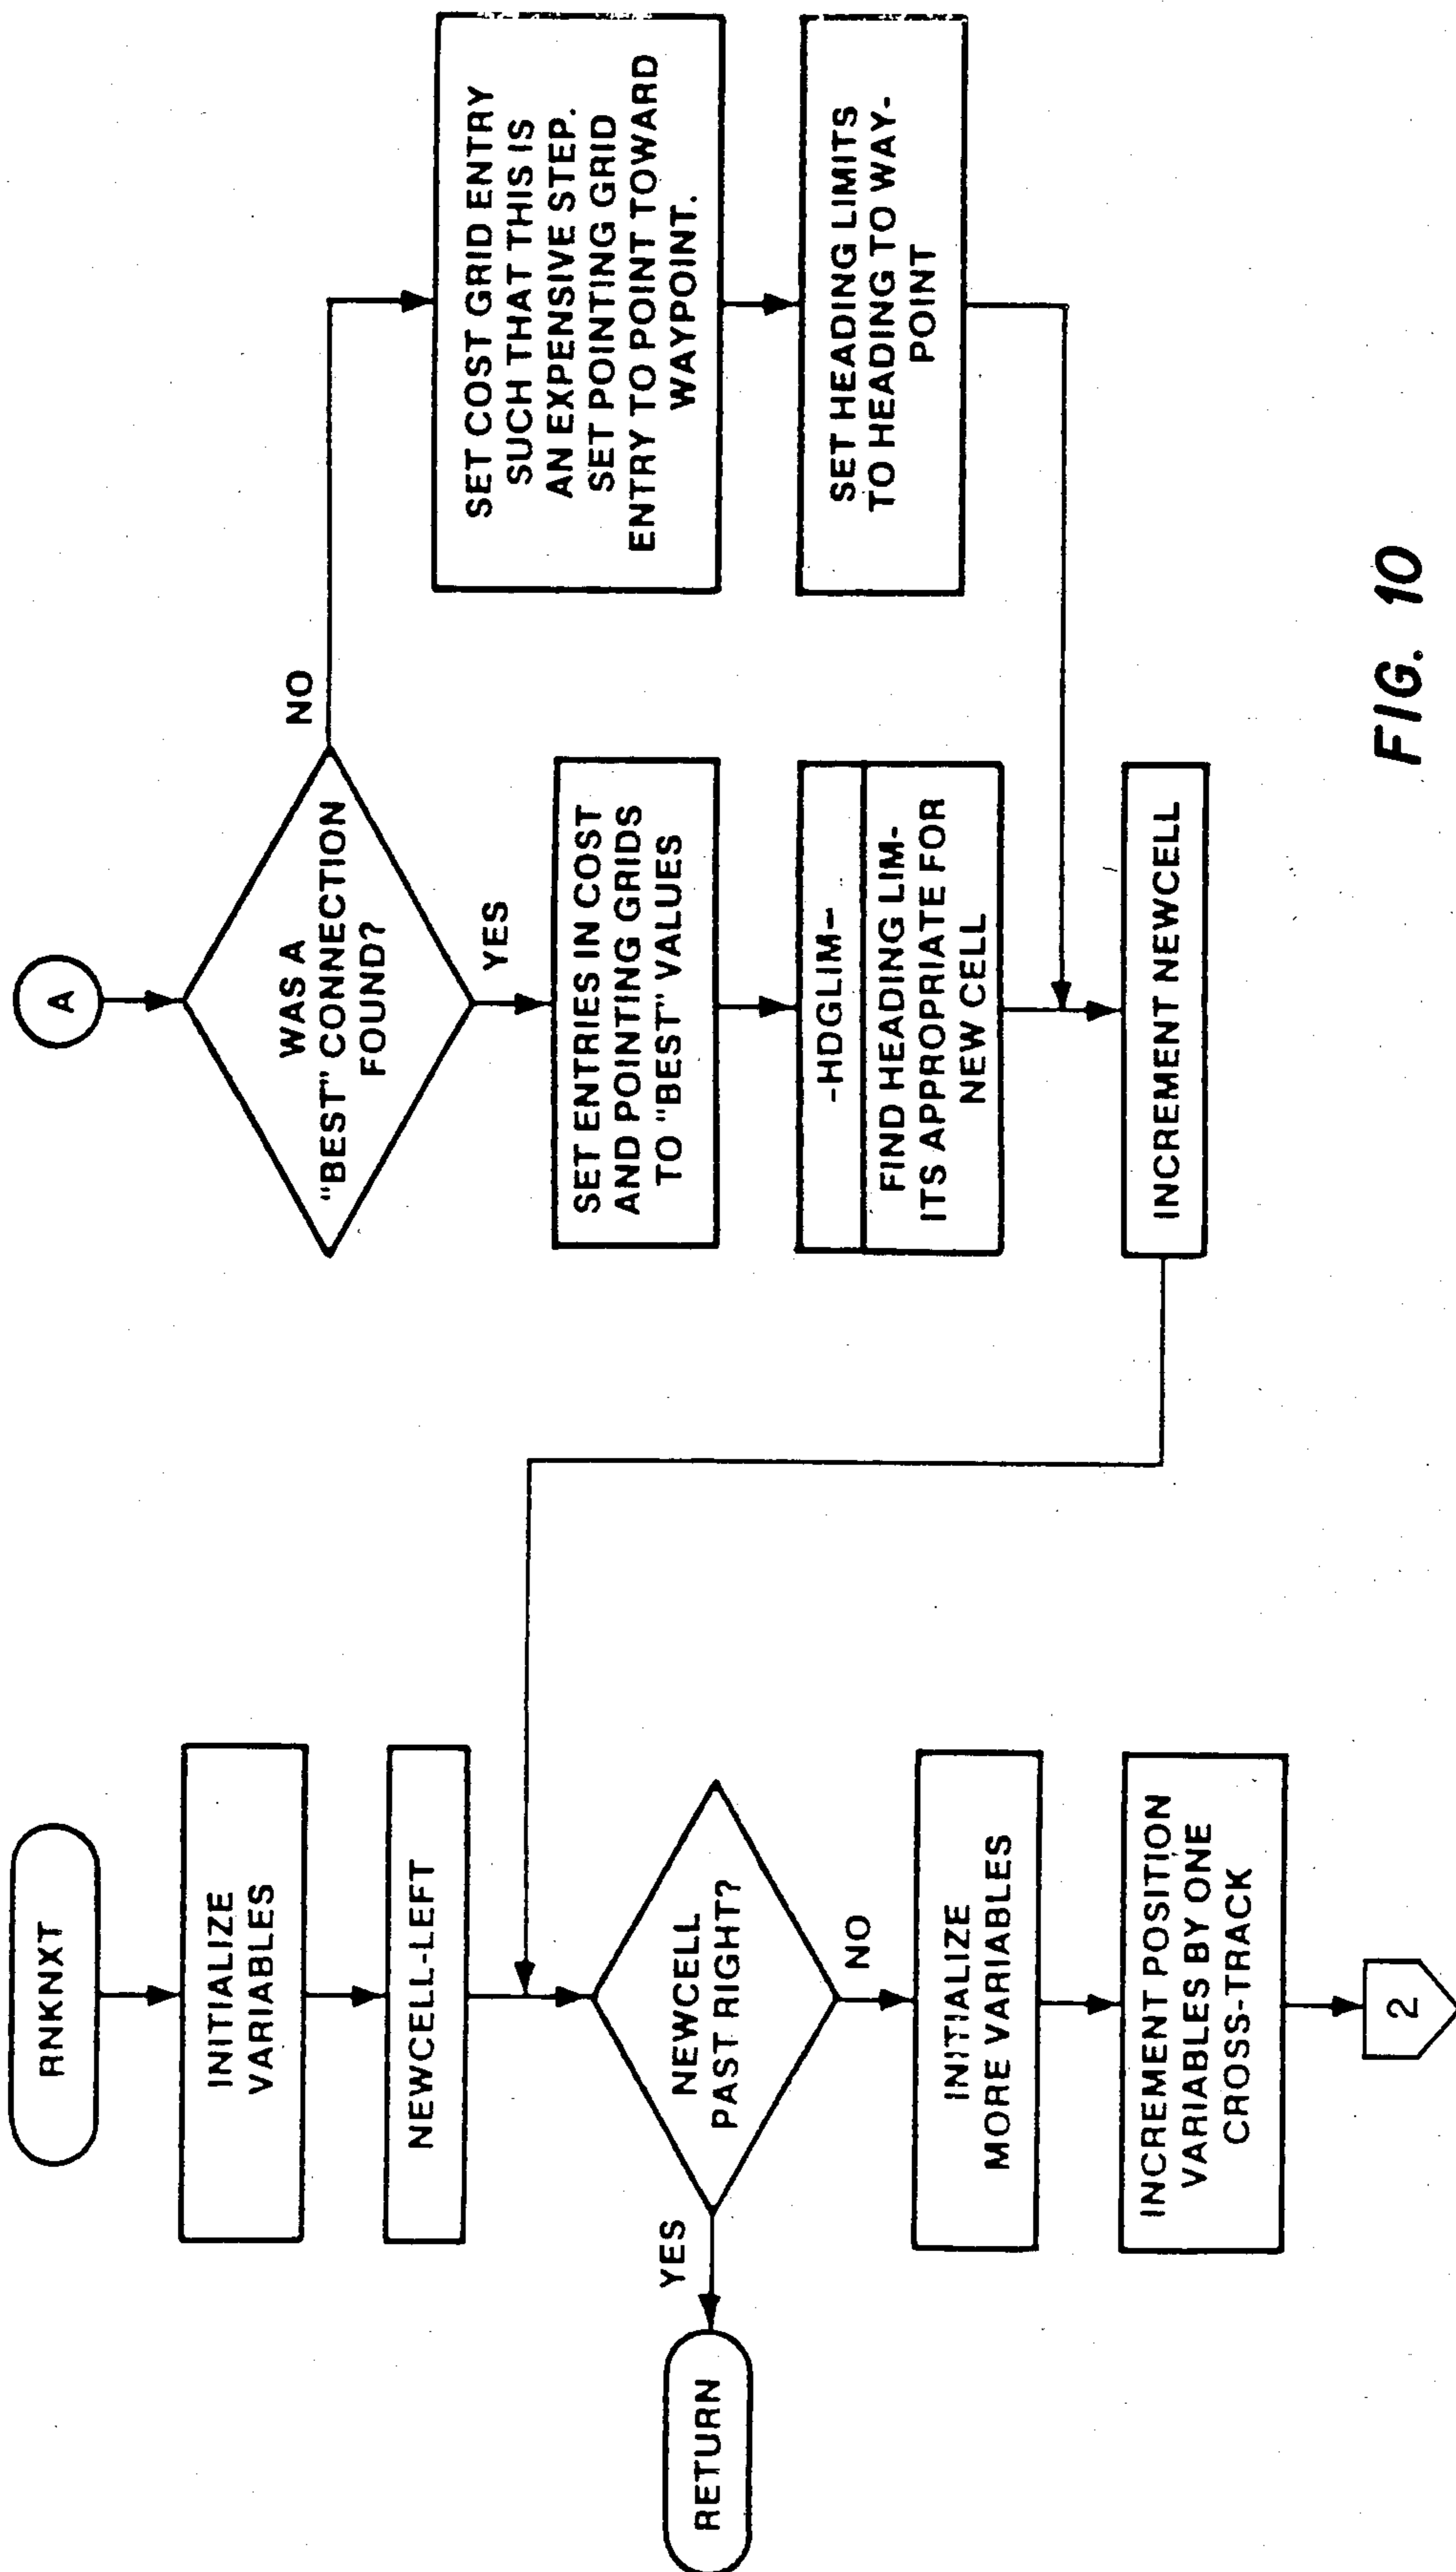 RNKNXT
INITIALIZE
VARIABLES
NEWCELL-LEFT
NEWCELL
PAST RIGHT?
YES
RETURN
NO
INITIALIZE
MORE VARIABLES
INCREMENT POSITION
VARIABLES BY ONE
CROSS-TRACK
2
A
WAS A
"BEST" CONNECTION
FOUND?
NO
YES
SET ENTRIES IN COST
AND POINTING GRIDS
TO "BEST" VALUES
-HDGLIM-
FIND HEADING LIM-
ITS APPROPRIATE FOR
NEW CELL
INCREMENT NEWCELL
SET COST GRID ENTRY
SUCH THAT THIS IS
AN EXPENSIVE STEP.
SET POINTING GRID
ENTRY TO POINT TOWARD
WAYPOINT.
SET HEADING LIMITS
TO HEADING TO WAY-
POINT
FIG. 10